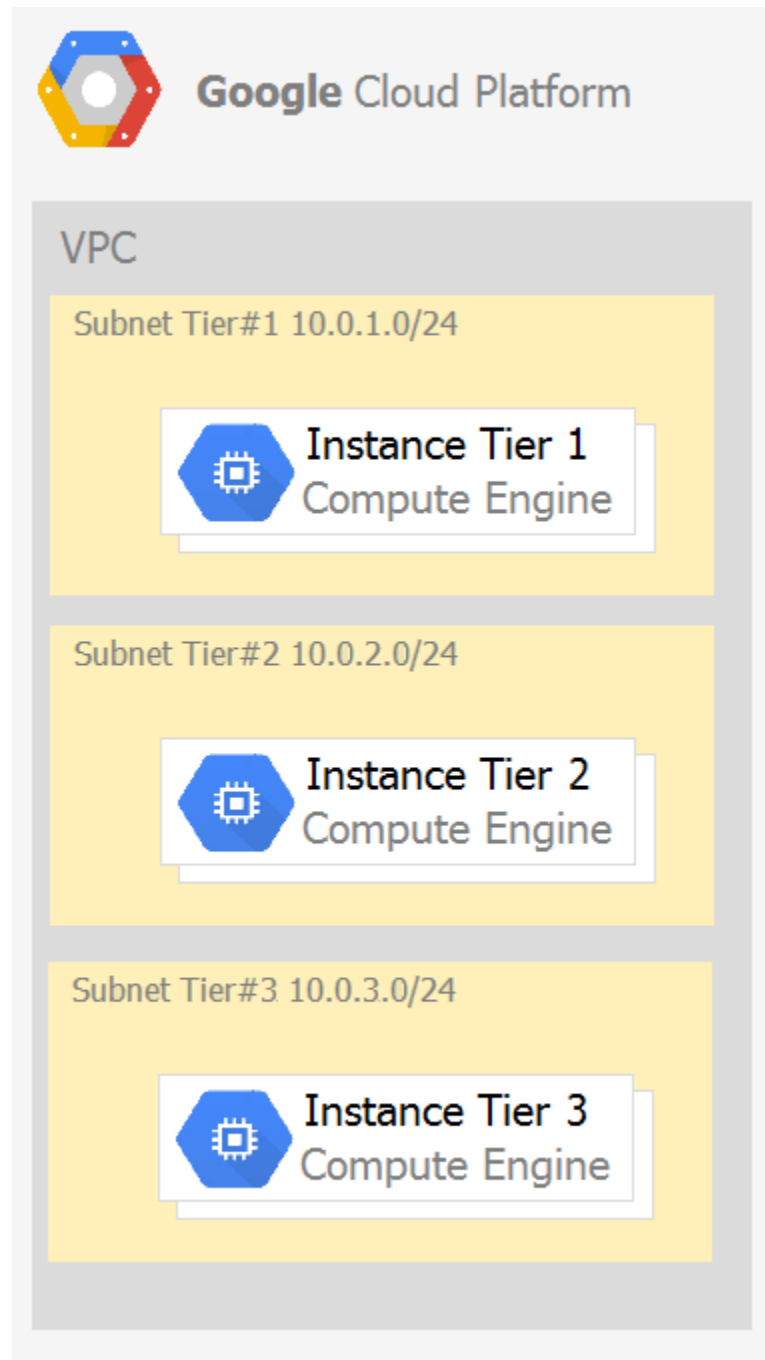 Google Cloud Platform
VPC
Subnet Tier#1 10.0.1.0/24
Instance Tier 1
Compute Engine
Subnet Tier#2 10.0.2.0/24
Instance Tier 2
Compute Engine
Subnet Tier#3 10.0.3.0/24
Instance Tier 3
Compute Engine